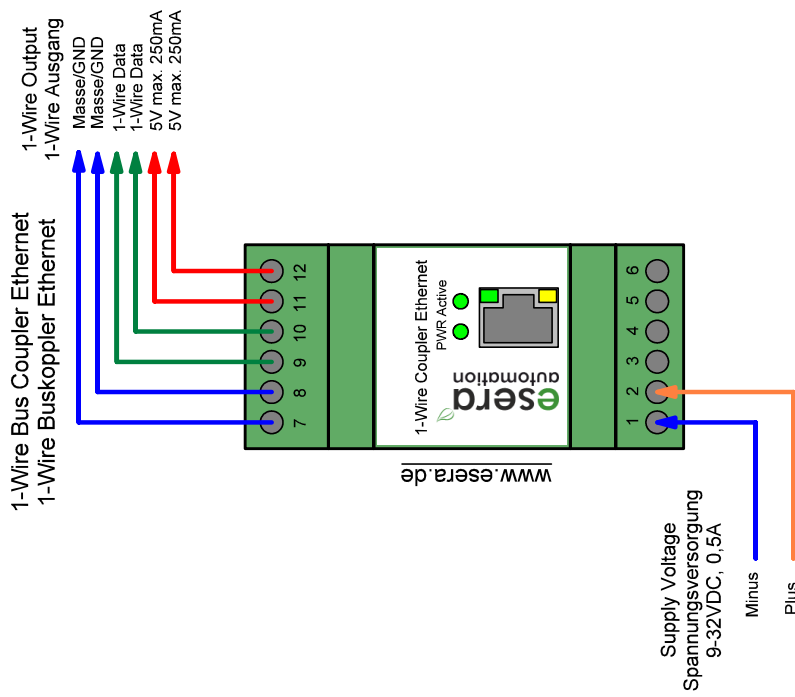 1-Wire Bus Coupler Ethernet
1-Wire Buskoppler Ethernet
1-Wire Output
1-Wire Ausgang
Masse/GND
Masse/GND
1-Wire Data
1-Wire Data
5V max. 250mA
5V max. 250mA
7
8
9
10
11
12
1-Wire Coupler Ethernet
PWR Active
esera
automation
www.esera.de
1
2
3
4
5
6
Supply Voltage
Spannungsversorgung
9-32VDC, 0,5A
Minus
Plus